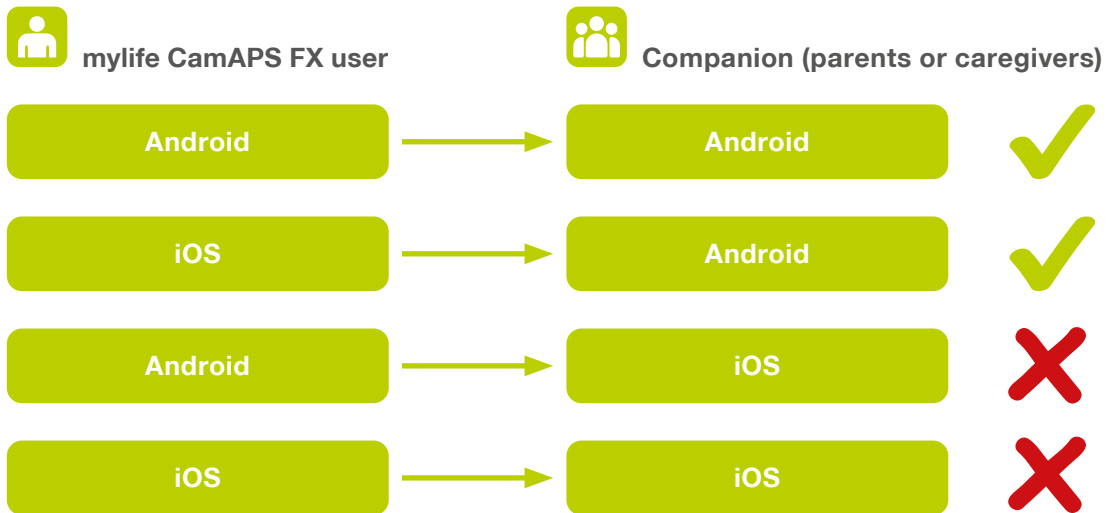 mylife CamAPS FX user
Companion (parents or caregivers)
Android
Android
iOS
Android
Android
iOS
iOS
iOS